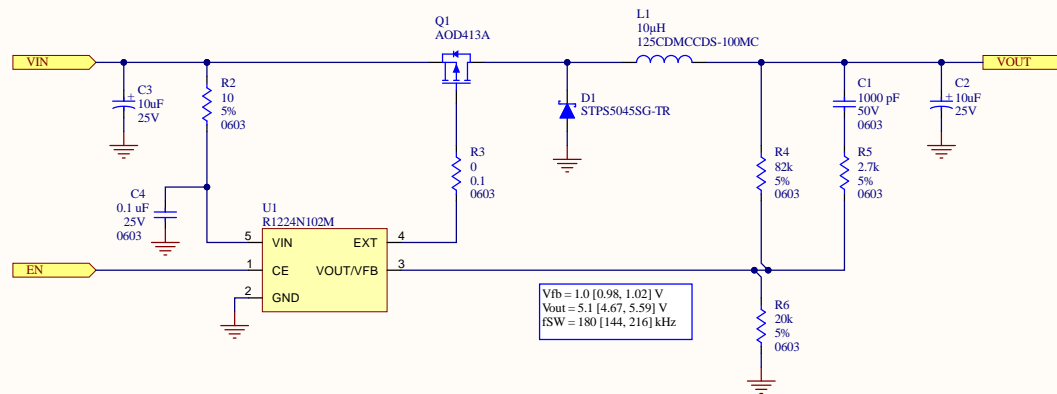 VIN
C3
10uF
25V
R2
10
5%
0603
Q1
AOD413A
L1
10µH
125CDMCCDS-100MC
VOUT
D1
STPS5045SG-TR
C1
1000 pF
50V
0603
C2
10uF
25V
R3
0
0.1
0603
R4
82k
5%
0603
R5
2.7k
5%
0603
C4
0.1 uF
25V
0603
U1
R1224N102M
5
VIN
EXT
4
EN
1
CE
VOUT/VFB
3
2
GND
Vfb = 1.0 [0.98, 1.02] V
Vout = 5.1 [4.67, 5.59] V
fSW = 180 [144, 216] kHz
R6
20k
5%
0603